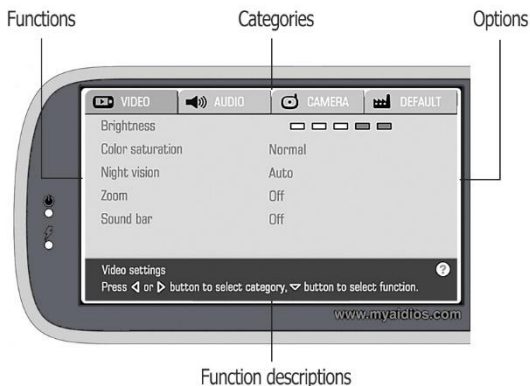 Functions Categories Options
VIDEO AUDIO CAMERA DEFAULT
Brightness
Color saturation Normal
Night vision Auto
Zoom Off
Sound bar Off
Video settings ?
Press ◁ or ▷ button to select category, ▽ button to select function.
www.myaidios.com
Function descriptions